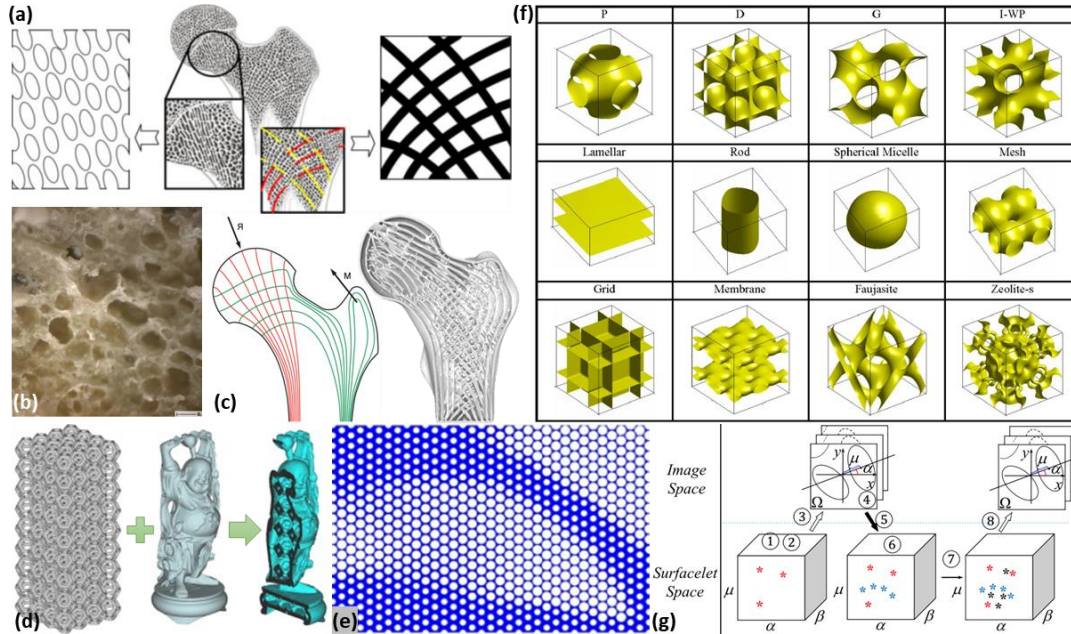 (a)
(b)
(c)
Я
M
(d)
(e)
(f)
P D G I-WP
Lamellar Rod Spherical Micelle Mesh
Grid Membrane Faujasite Zeolite-s
(g)
Image
Space
y μ α x Ω ④
y μ α x Ω
③ ⑤ ⑧
Surfacelet
Space
① ② ⑥ ⑦
μ α β
μ α β
μ α β